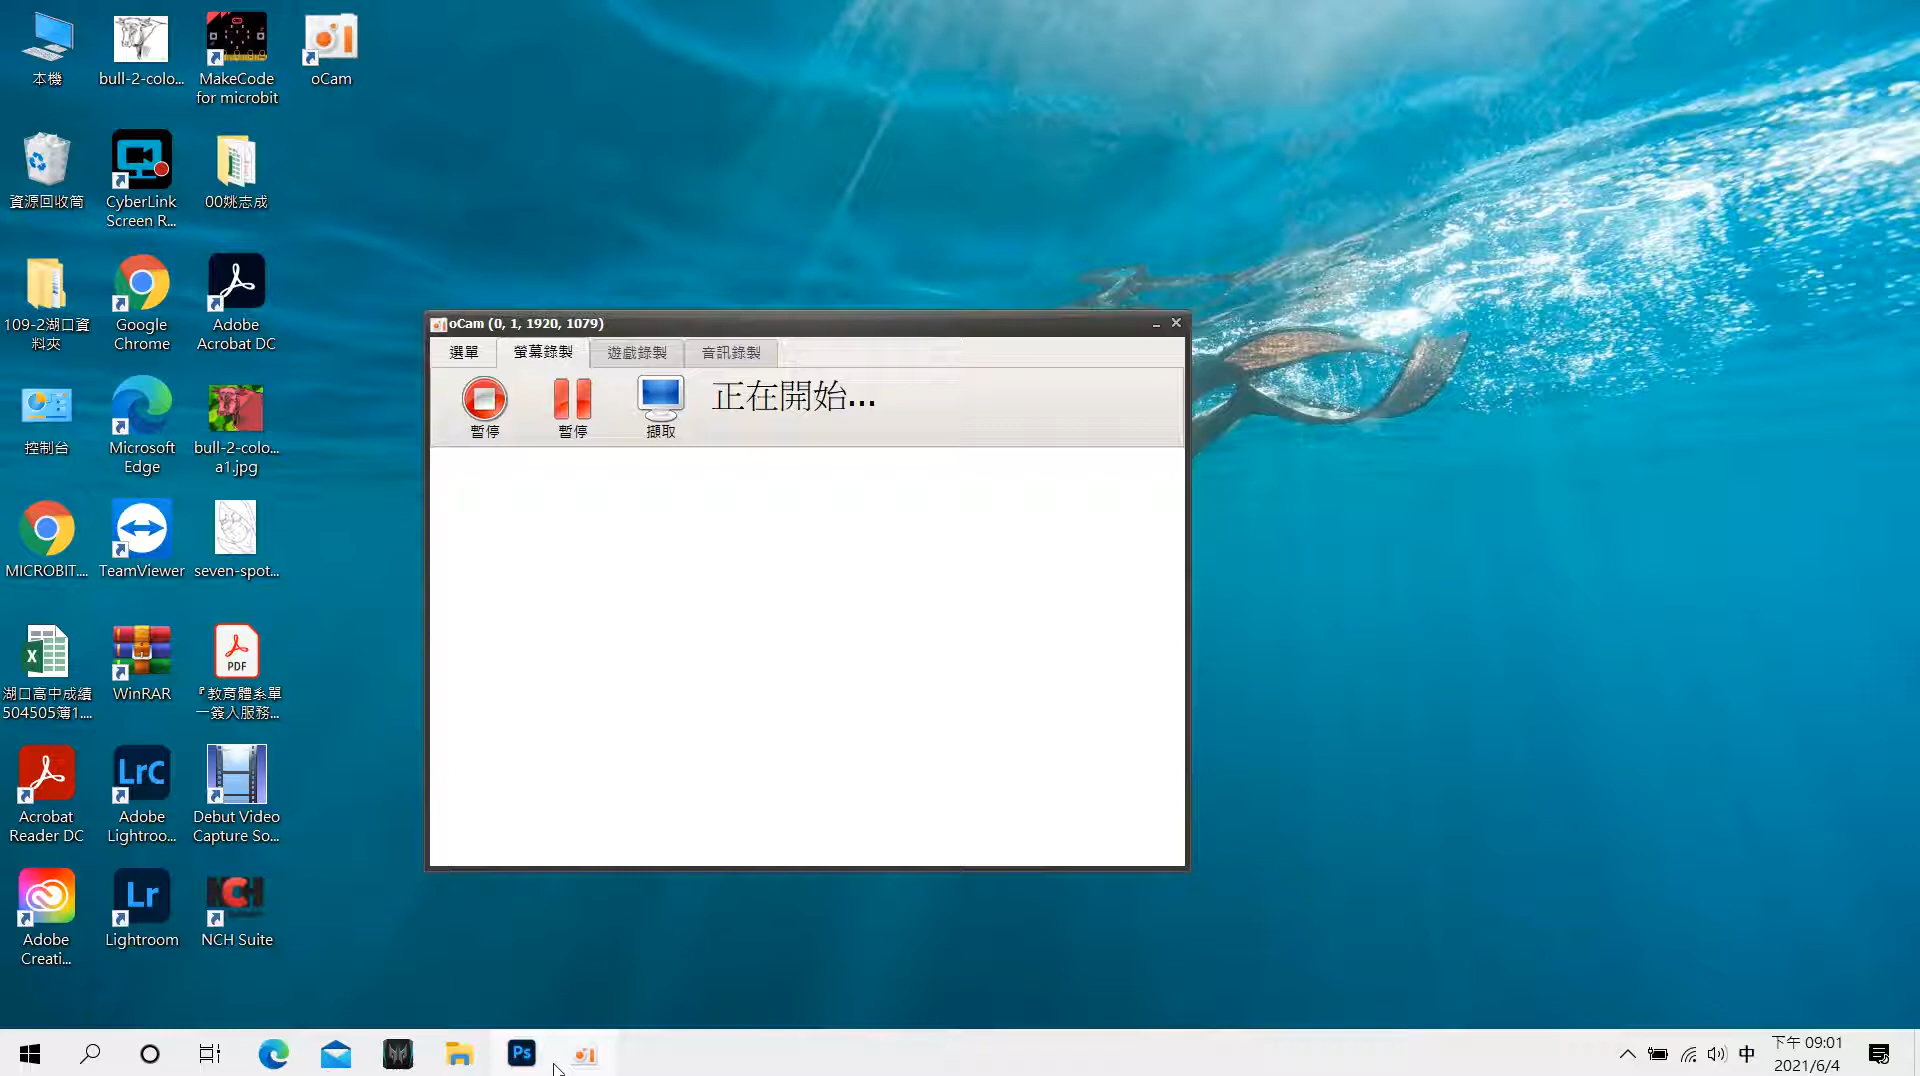 本機
bull-2-colo...
MakeCode
for microbit
oCam
資源回收筒
CyberLink
Screen R...
00姚志成
109-2湖口資
料夾
Google
Chrome
Adobe
Acrobat DC
控制台
Microsoft
Edge
bull-2-colo...
a1.jpg
MICROBIT....
TeamViewer
seven-spot...
湖口高中成績
504505簿1....
WinRAR
PDF
『教育體系單
一簽入服務...
Acrobat
Reader DC
LrC
Adobe
Lightroo...
Debut Video
Capture So...
Adobe
Creati...
Lr
Lightroom
NCH
NCH Suite
oCam (0, 1, 1920, 1079)
選單
螢幕錄製
遊戲錄製
音訊錄製
暫停
暫停
擷取
正在開始...
Ps
中
下午 09:01
2021/6/4